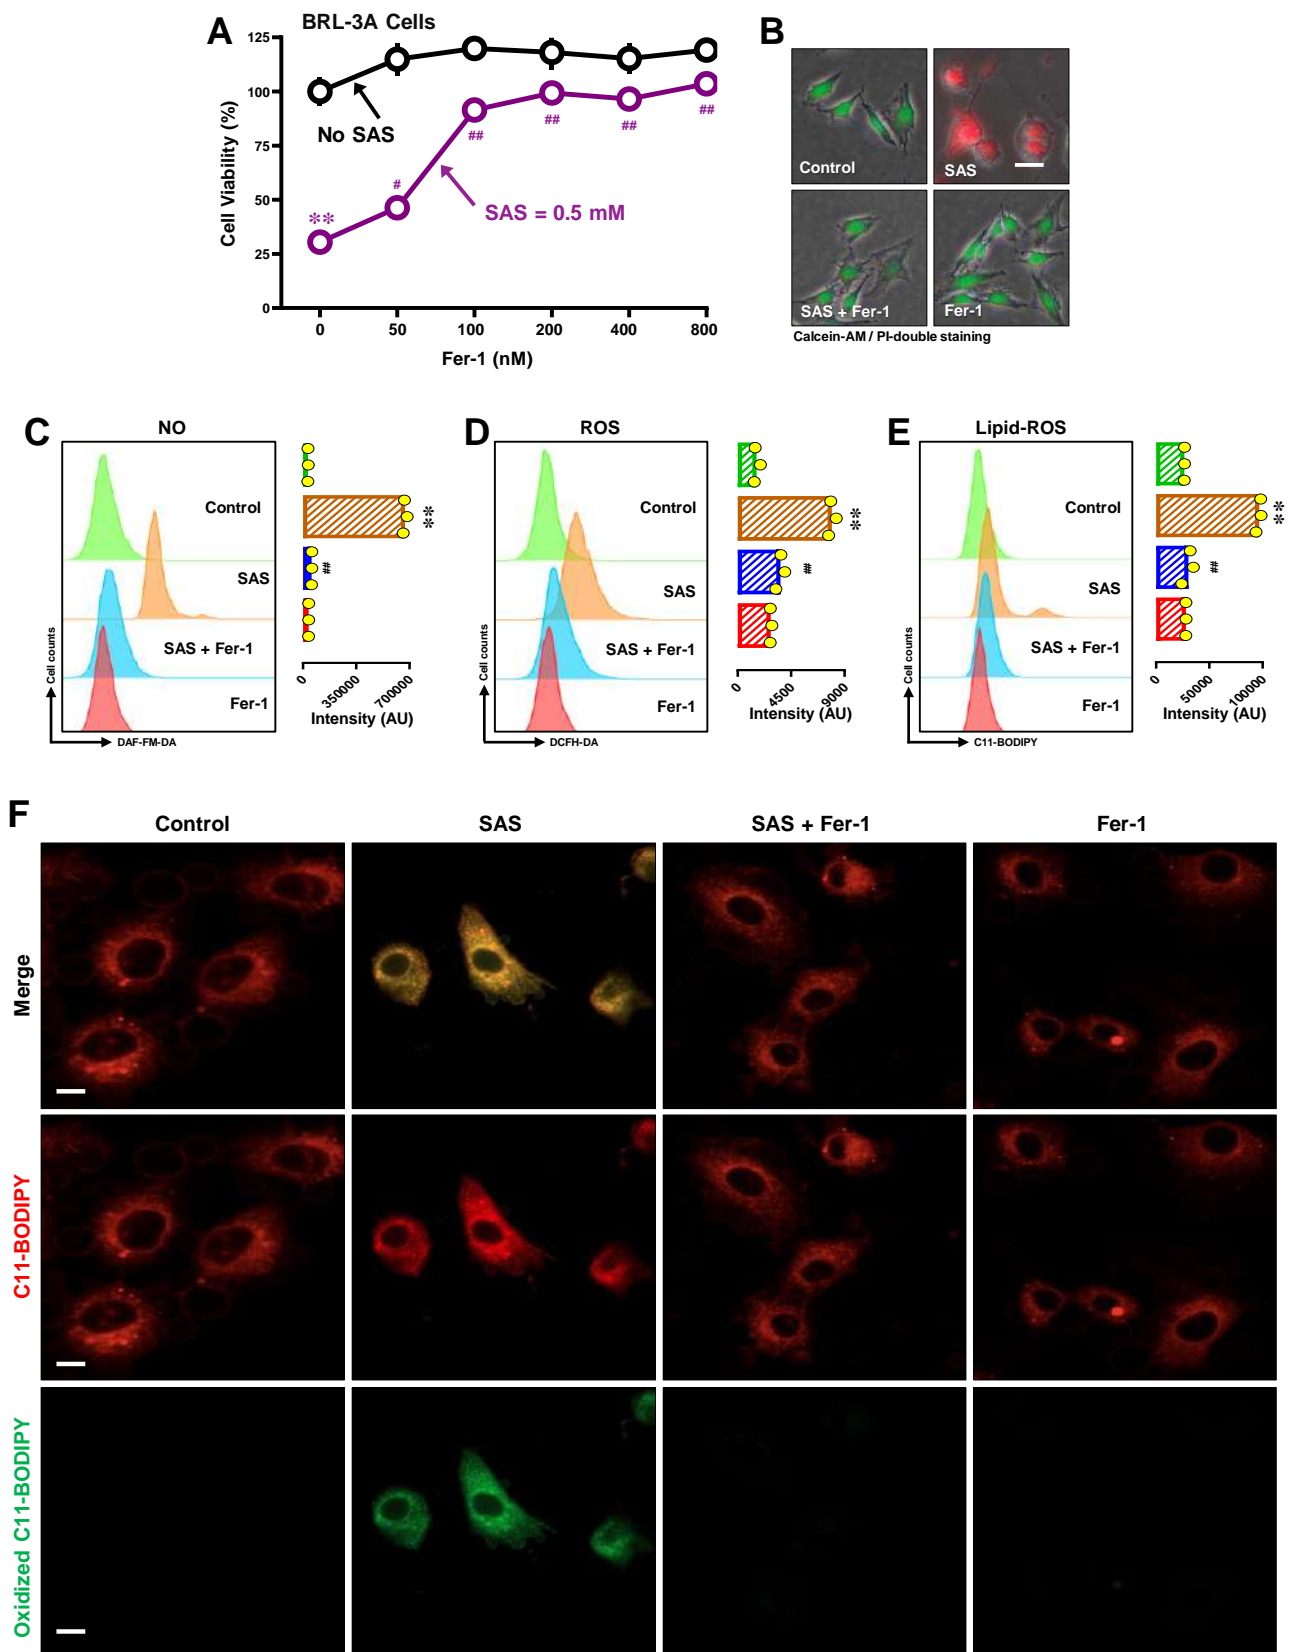 A
BRL-3A Cells
Cell Viability (%)
125
100
75
50
25
0
No SAS
**
#
##
##
##
##
SAS = 0.5 mM
0
50
100
200
400
800
Fer-1 (nM)
B
Control
SAS
SAS + Fer-1
Fer-1
Calcein-AM / PI-double staining
C
NO
Control
SAS
SAS + Fer-1
Fer-1
Cell counts
DAF-FM-DA
**
##
0
350000
700000
Intensity (AU)
D
ROS
Control
SAS
SAS + Fer-1
Fer-1
Cell counts
DCFH-DA
**
##
0
4500
9000
Intensity (AU)
E
Lipid-ROS
Control
SAS
SAS + Fer-1
Fer-1
Cell counts
C11-BODIPY
**
##
0
50000
100000
Intensity (AU)
F
Control
SAS
SAS + Fer-1
Fer-1
Merge
C11-BODIPY
Oxidized C11-BODIPY